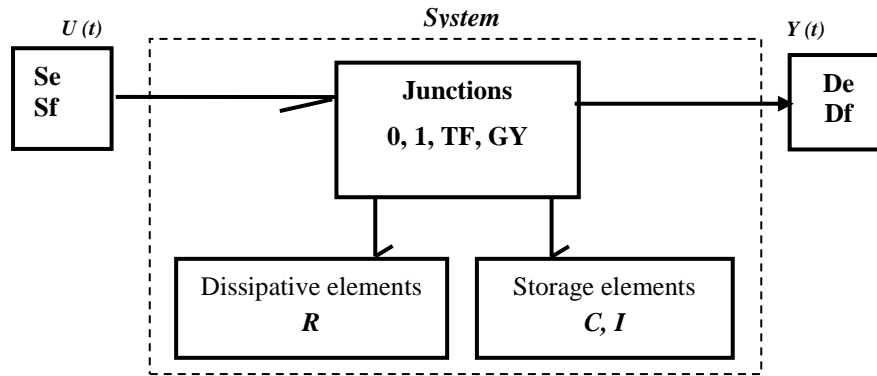 System
U (t)
Y (t)
Se
Sf
Junctions
0, 1, TF, GY
De
Df
Dissipative elements
R
Storage elements
C, I